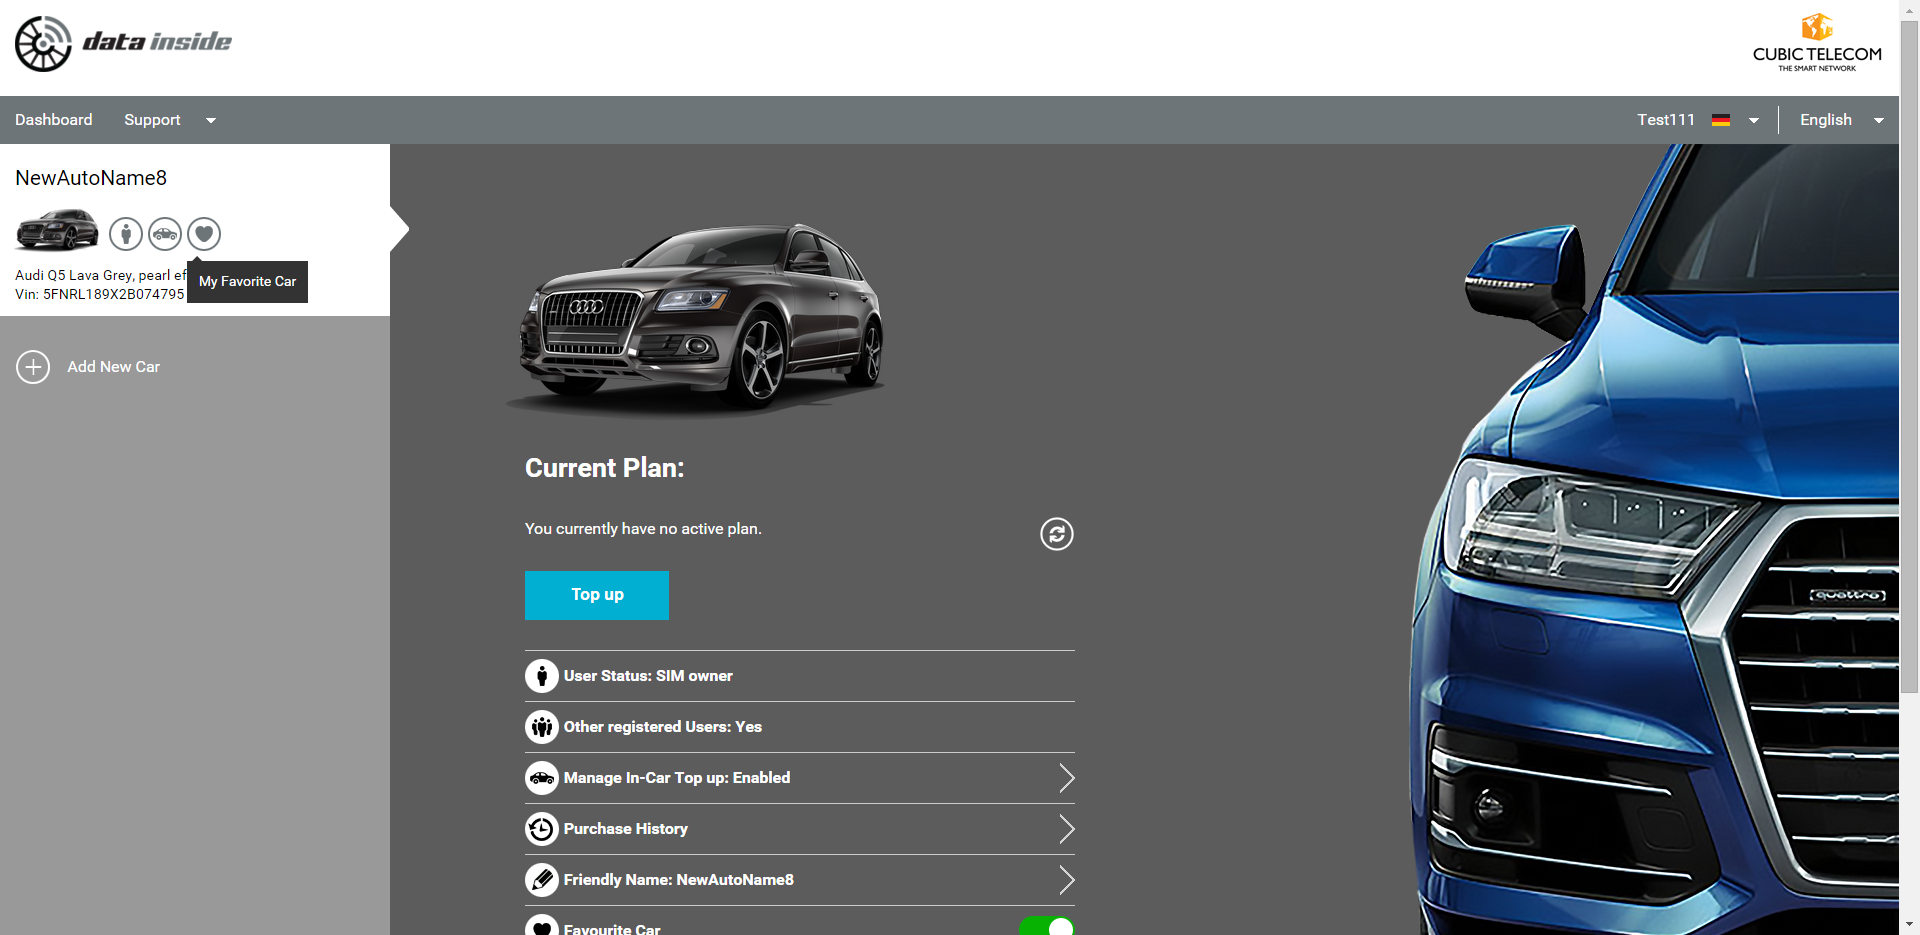 data inside
CUBIC TELECOM
THE SMART NETWORK
Dashboard
Support
Test111
English
NewAutoName8
Audi Q5 Lava Grey, pearl ef
Vin: 5FNRL189X2B074795
My Favorite Car
Add New Car
Current Plan:
You currently have no active plan.
Top up
User Status: SIM owner
Other registered Users: Yes
Manage In-Car Top up: Enabled
Purchase History
Friendly Name: NewAutoName8
Favourite Car
quattro